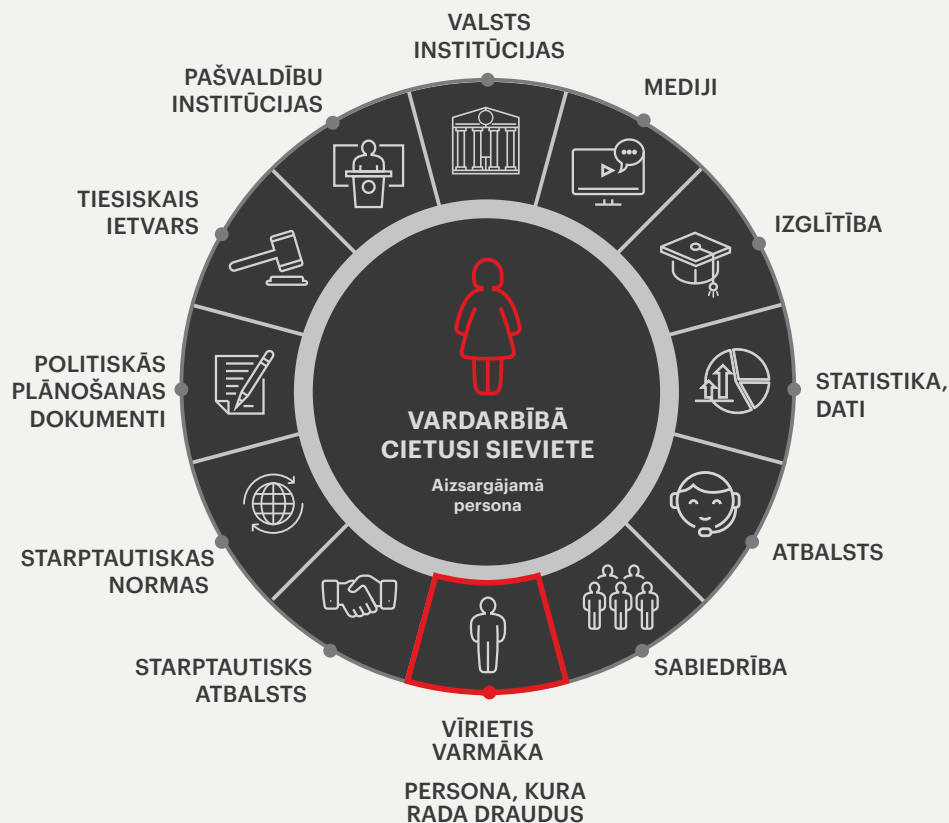 VALSTS
INSTITŪCIJAS
MEDIJI
IZGLĪTĪBA
STATISTIKA,
DATI
ATBALSTS
SABIEDRĪBA
VĪRIETIS
VARMĀKA
PERSONA, KURA
RADA DRAUDUS
STARPTAUTISKS
ATBALSTS
STARPTAUTISKAS
NORMAS
POLITISKĀS
PLĀNOŠANAS
DOKUMENTI
TIESISKAIS
IETVARS
PAŠVALDĪBU
INSTITŪCIJAS
VARDARBĪBĀ
CIETUSI SIEVIETE
Aizsargājamā
persona